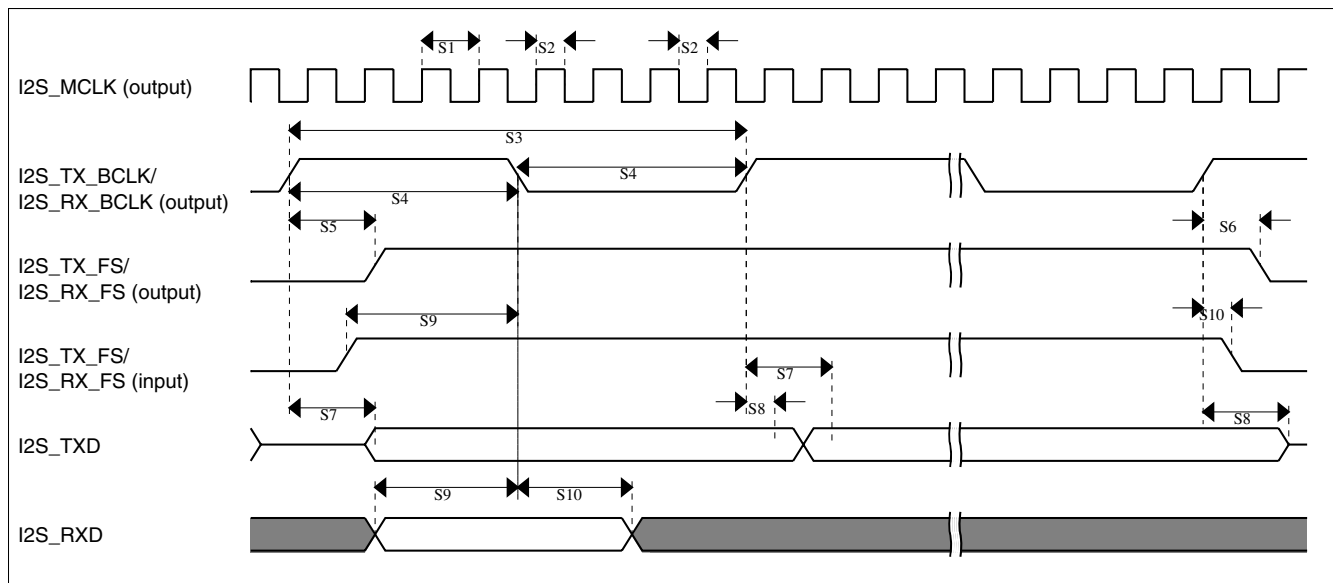 S1
S2
S2
I2S_MCLK (output)
S3
I2S_TX_BCLK/
I2S_RX_BCLK (output)
S4
S4
S5
S6
I2S_TX_FS/
I2S_RX_FS (output)
S9
S10
I2S_TX_FS/
I2S_RX_FS (input)
S7
S7
S8
S8
I2S_TXD
S9
S10
I2S_RXD